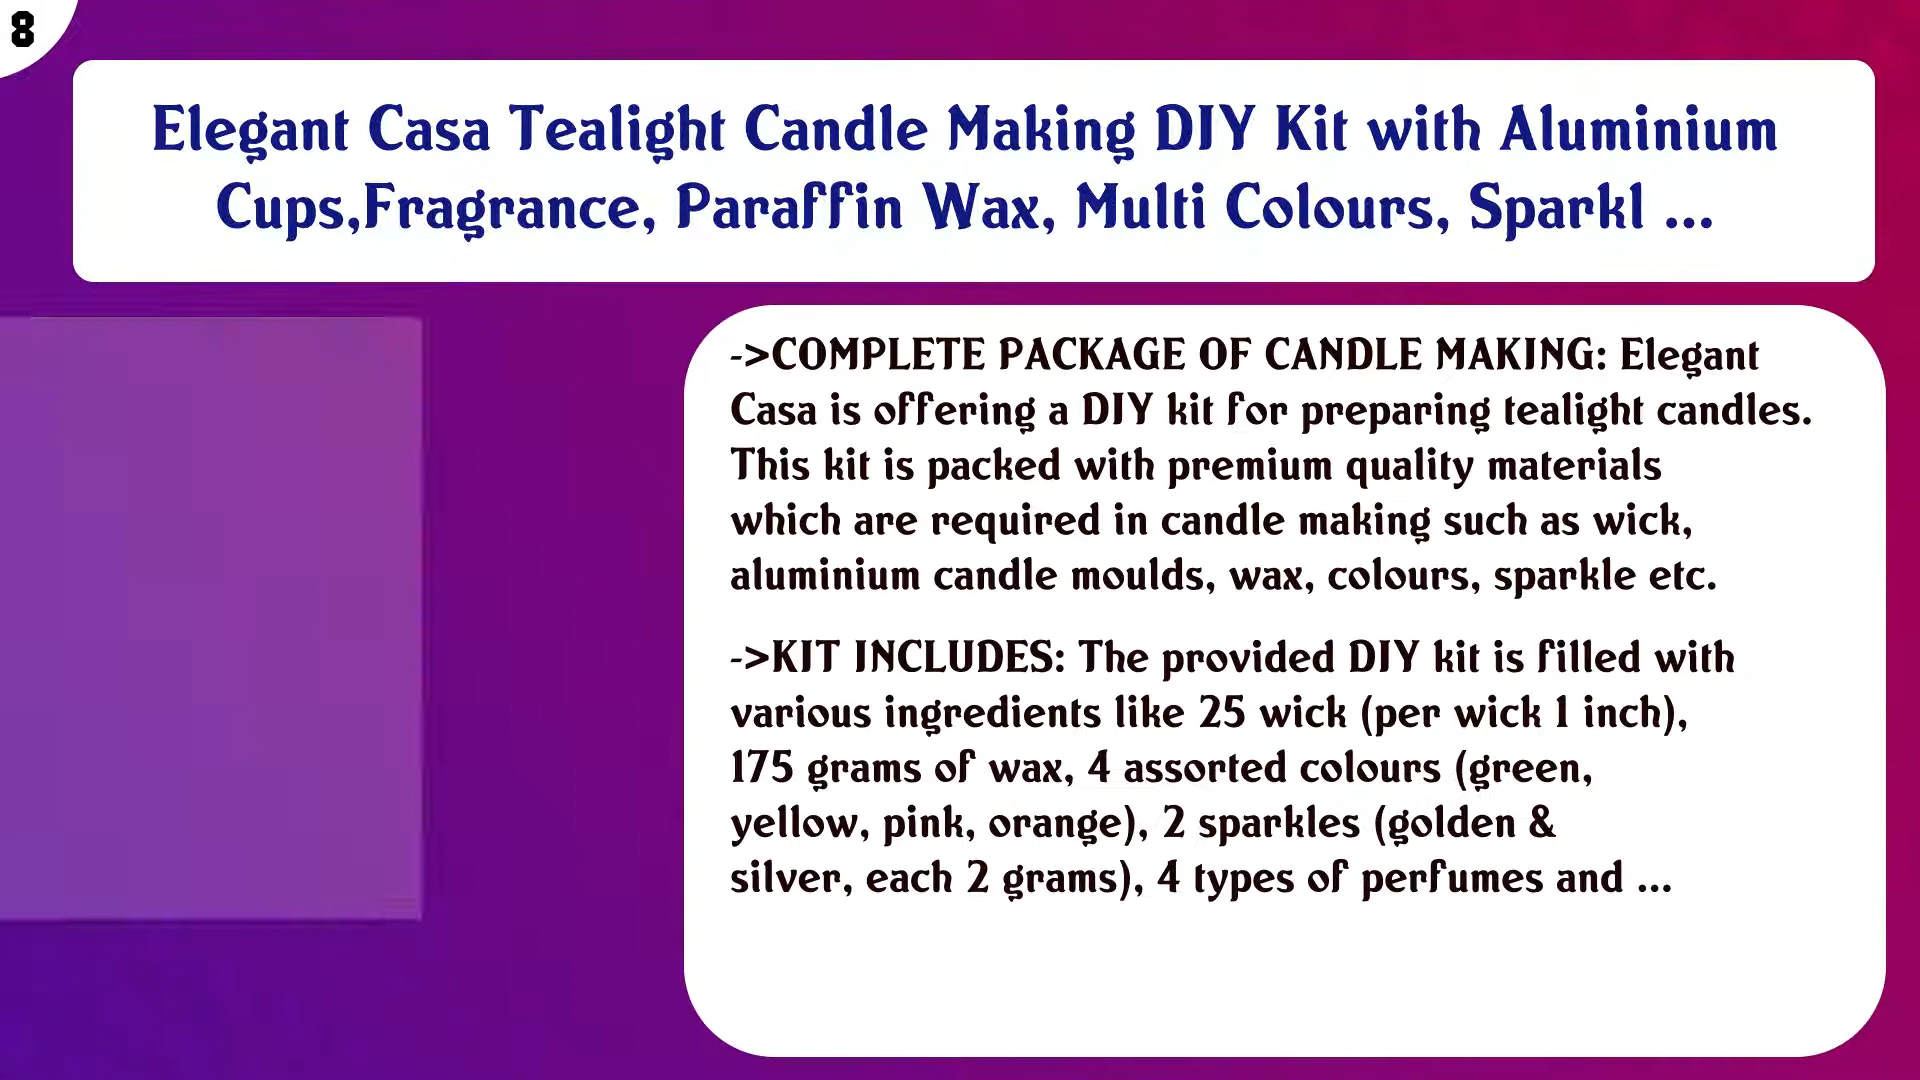 8
Elegant Casa Tealight Candle Making DIY Kit with Aluminium
Cups,Fragrance, Paraffin Wax, Multi Colours, Sparkl ...
->COMPLETE PACKAGE OF CANDLE MAKING: Elegant
Casa is offering a DIY kit for preparing tealight candles.
This kit is packed with premium quality materials
which are required in candle making such as wick,
aluminium candle moulds, wax, colours, sparkle etc.
->KIT INCLUDES: The provided DIY kit is filled with
various ingredients like 25 wick (per wick 1 inch),
175 grams of wax, 4 assorted colours (green,
yellow, pink, orange), 2 sparkles (golden &
silver, each 2 grams), 4 types of perfumes and ...